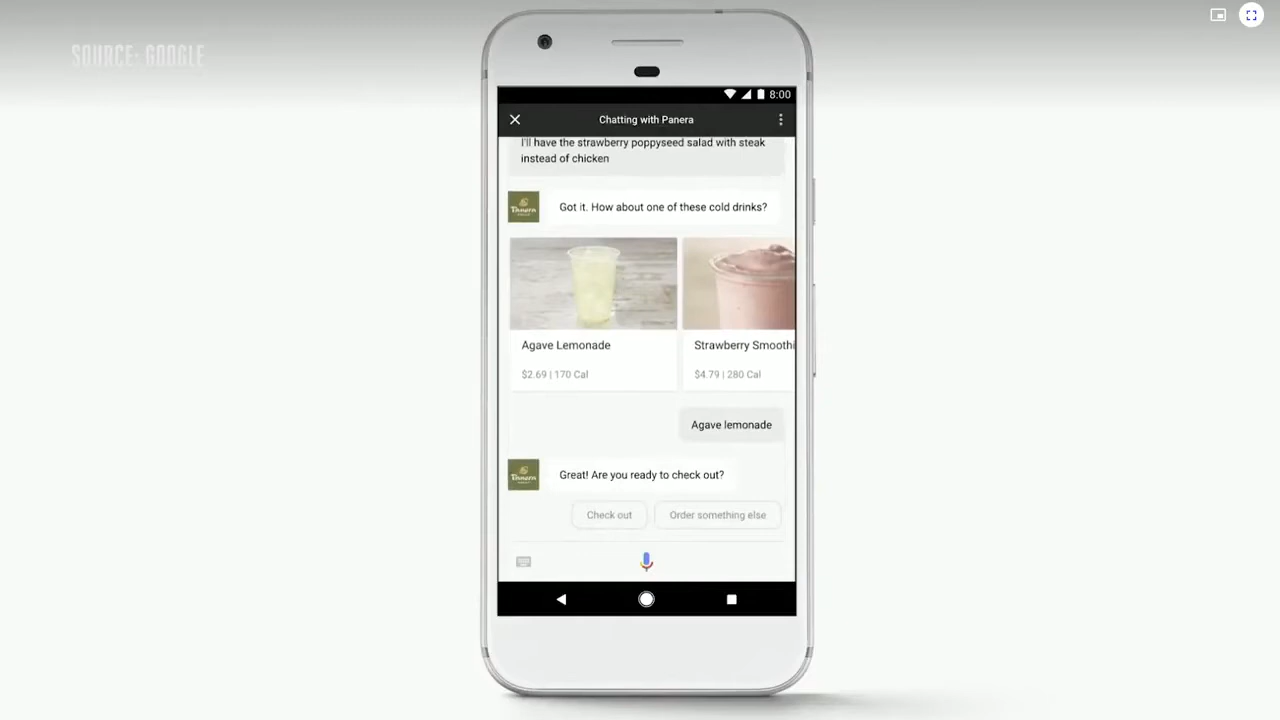 SOURCE: GOOGLE
8:00
Chatting with Panera
I'll have the strawberry poppyseed salad with steak
instead of chicken
Panera
Got it. How about one of these cold drinks?
Agave Lemonade
$2.69 | 170 Cal
Strawberry Smoothi
$4.79 | 280 Cal
Agave lemonade
Panera
Great! Are you ready to check out?
Check out
Order something else